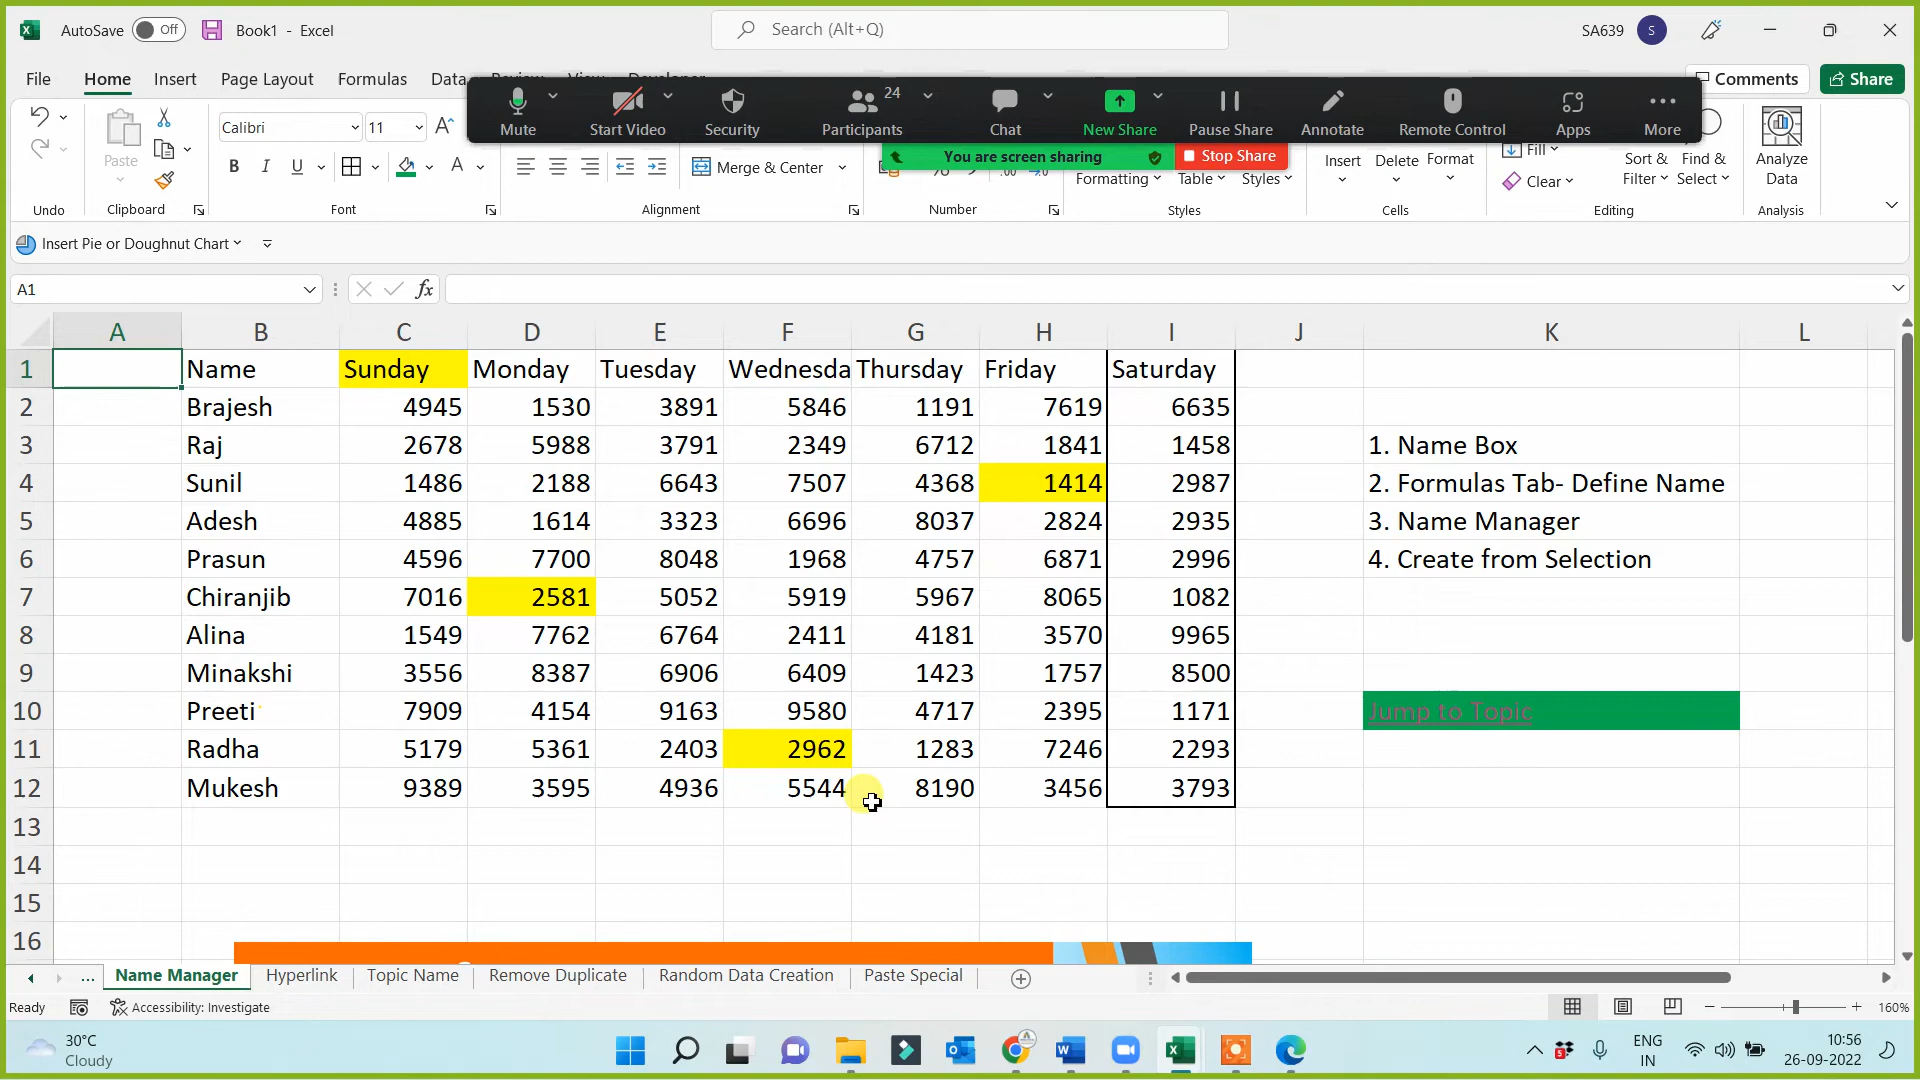 AutoSave Off Book1 - Excel Search (Alt+Q) SA639 S
File Home Insert Page Layout Formulas Data Developer Comments Share
Mute Start Video Security Participants 24 Chat New Share Pause Share Annotate Remote Control Apps More
You are screen sharing Stop Share
Paste Calibri 11 Merge & Center
B I U A
Formatting Table Styles Insert Delete Format Fill Clear Sort & Filter Find & Select Analyze Data
Undo Clipboard Font Alignment Number Styles Cells Editing Analysis
Insert Pie or Doughnut Chart
A1 fx
A B C D E F G H I J K L
1 Name Sunday Monday Tuesday Wednesda Thursday Friday Saturday
2 Brajesh 4945 1530 3891 5846 1191 7619 6635
3 Raj 2678 5988 3791 2349 6712 1841 1458 1. Name Box
4 Sunil 1486 2188 6643 7507 4368 1414 2987 2. Formulas Tab- Define Name
5 Adesh 4885 1614 3323 6696 8037 2824 2935 3. Name Manager
6 Prasun 4596 7700 8048 1968 4757 6871 2996 4. Create from Selection
7 Chiranjib 7016 2581 5052 5919 5967 8065 1082
8 Alina 1549 7762 6764 2411 4181 3570 9965
9 Minakshi 3556 8387 6906 6409 1423 1757 8500
10 Preeti 7909 4154 9163 9580 4717 2395 1171 Jump to Topic
11 Radha 5179 5361 2403 2962 1283 7246 2293
12 Mukesh 9389 3595 4936 5544 8190 3456 3793
13
14
15
16
... Name Manager Hyperlink Topic Name Remove Duplicate Random Data Creation Paste Special
Ready Accessibility: Investigate 160%
30°C
Cloudy
ENG
IN
10:56
26-09-2022